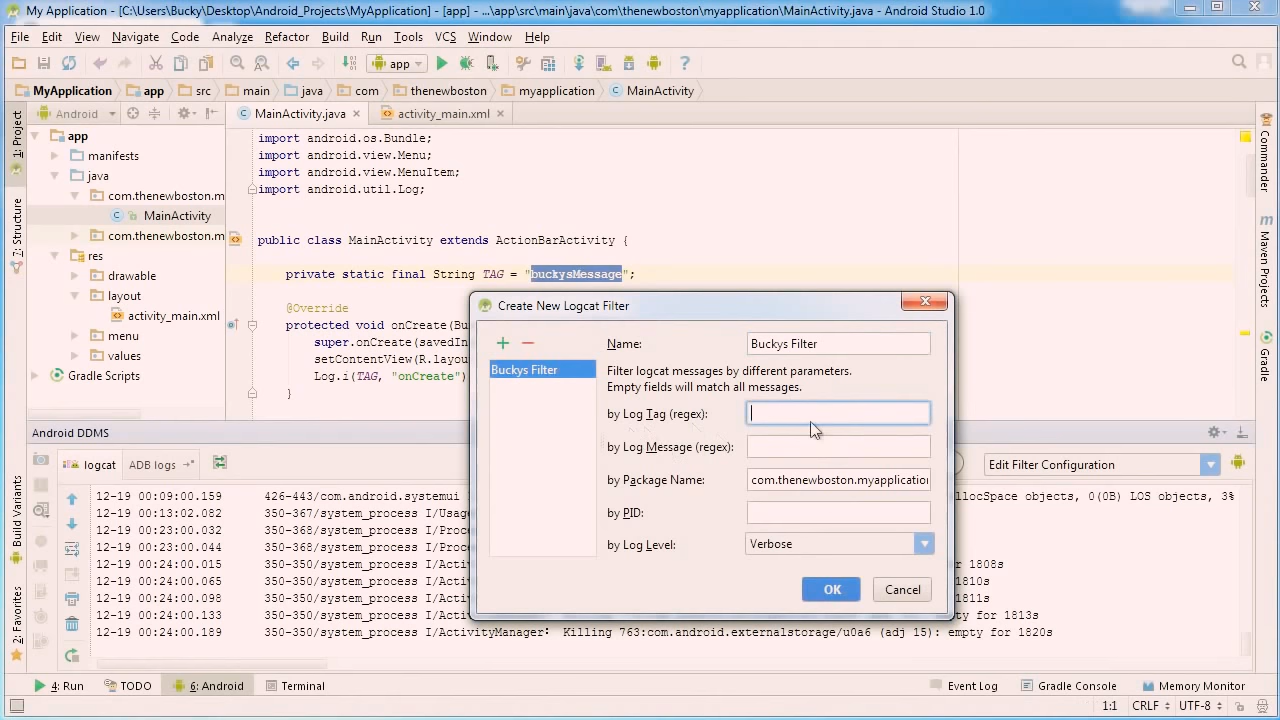 My Application - [C:\Users\Bucky\Desktop\Android_Projects\MyApplication] - [app] - ...\app\src\main\java\com\thenewboston\myapplication\MainActivity.java - Android Studio 1.0
File Edit View Navigate Code Analyze Refactor Build Run Tools VCS Window Help
app
MyApplication app src main java com thenewboston myapplication MainActivity
Android MainActivity.java activity_main.xml
1: Project
7: Structure
Build Variants
2: Favorites
app
manifests
java
com.thenewboston.m
MainActivity
com.thenewboston.m
res
drawable
layout
activity_main.xml
menu
values
Gradle Scripts
import android.os.Bundle;
import android.view.Menu;
import android.view.MenuItem;
import android.util.Log;
public class MainActivity extends ActionBarActivity {
private static final String TAG = "buckysMessage";
@Override
protected void onCreate(Bu
super.onCreate(savedIn
setContentView(R.layou
Log.i(TAG, "onCreate")
}
Commander
Maven Projects
Gradle
Create New Logcat Filter
Buckys Filter
Name: Buckys Filter
Filter logcat messages by different parameters.
Empty fields will match all messages.
by Log Tag (regex):
by Log Message (regex):
by Package Name: com.thenewboston.myapplication
by PID:
by Log Level: Verbose
OK Cancel
Android DDMS
logcat ADB logs Edit Filter Configuration
12-19 00:09:00.159 426-443/com.android.systemui llocSpace objects, 0(0B) LOS objects, 3%
12-19 00:13:02.082 350-367/system_process I/Usag
12-19 00:23:00.032 350-368/system_process I/Proc
12-19 00:23:00.044 350-368/system_process I/Proc
12-19 00:24:00.015 350-350/system_process I/Acti 1808s
12-19 00:24:00.065 350-350/system_process I/Acti 1810s
12-19 00:24:00.132 350-350/system_process I/Acti 1811s
12-19 00:24:00.161 350-350/system_process I/Acti empty for 1813s
12-19 00:24:00.189 350-350/system_process I/ActivityManager: Killing 763:com.android.externalstorage/u0a6 (adj 15): empty for 1820s
4: Run TODO 6: Android Terminal Event Log Gradle Console Memory Monitor
1:1 CRLF UTF-8